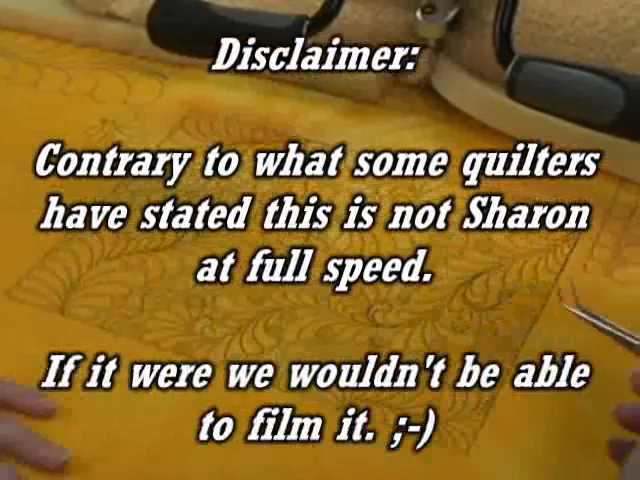 Disclaimer:
Contrary to what some quilters
have stated this is not Sharon
at full speed.
If it were we wouldn't be able
to film it. ;-)